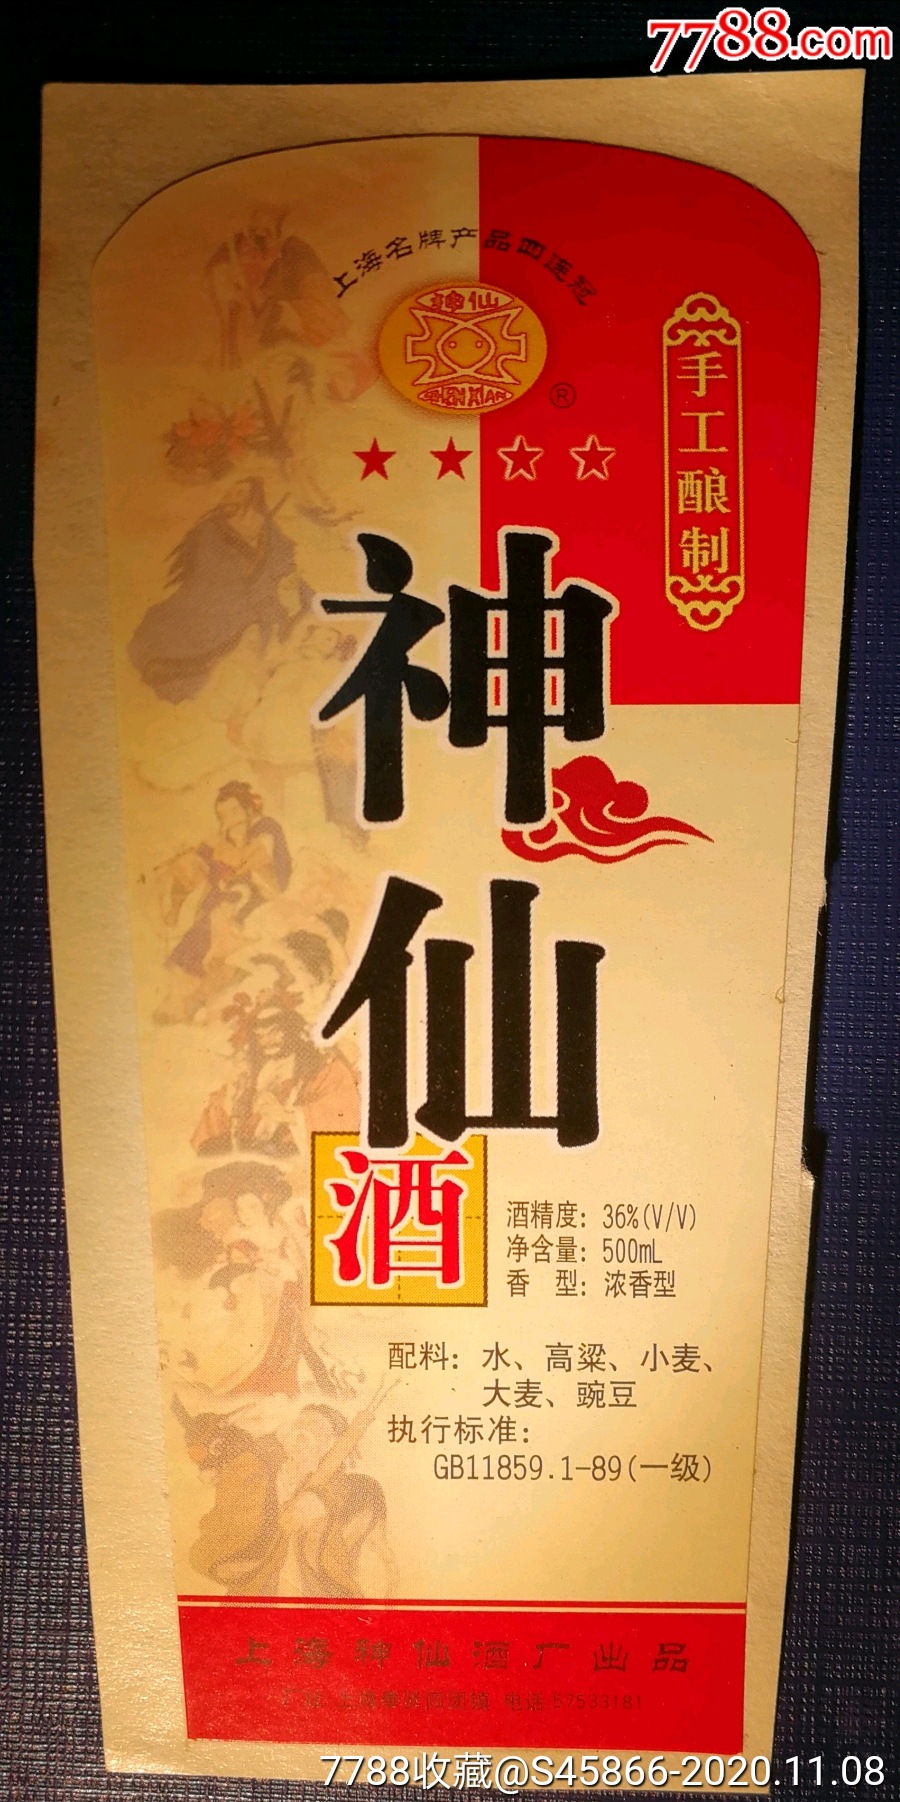 7788.com
上海名牌产品四连冠
神仙
SHENXIAN
®
手工酿制
神仙
酒
酒精度：36%(V/V)
净含量：500mL
香 型：浓香型
配料：水、高粱、小麦、
大麦、豌豆
执行标准：
GB11859.1-89(一级)
上海神仙酒厂出品
电话:57533181
7788收藏@S45866-2020.11.08